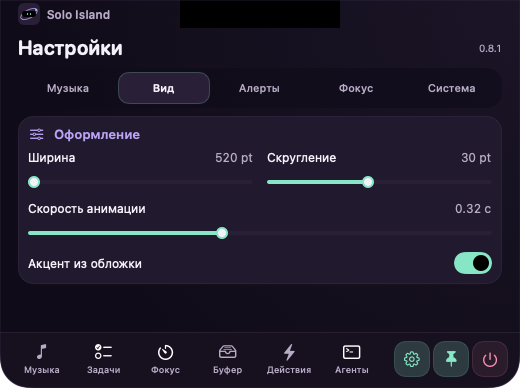 Solo Island
Настройки 0.8.1
Музыка Вид Алерты Фокус Система
Оформление
Ширина 520 pt Скругление 30 pt
Скорость анимации 0.32 с
Акцент из обложки
Музыка Задачи Фокус Буфер Действия Агенты